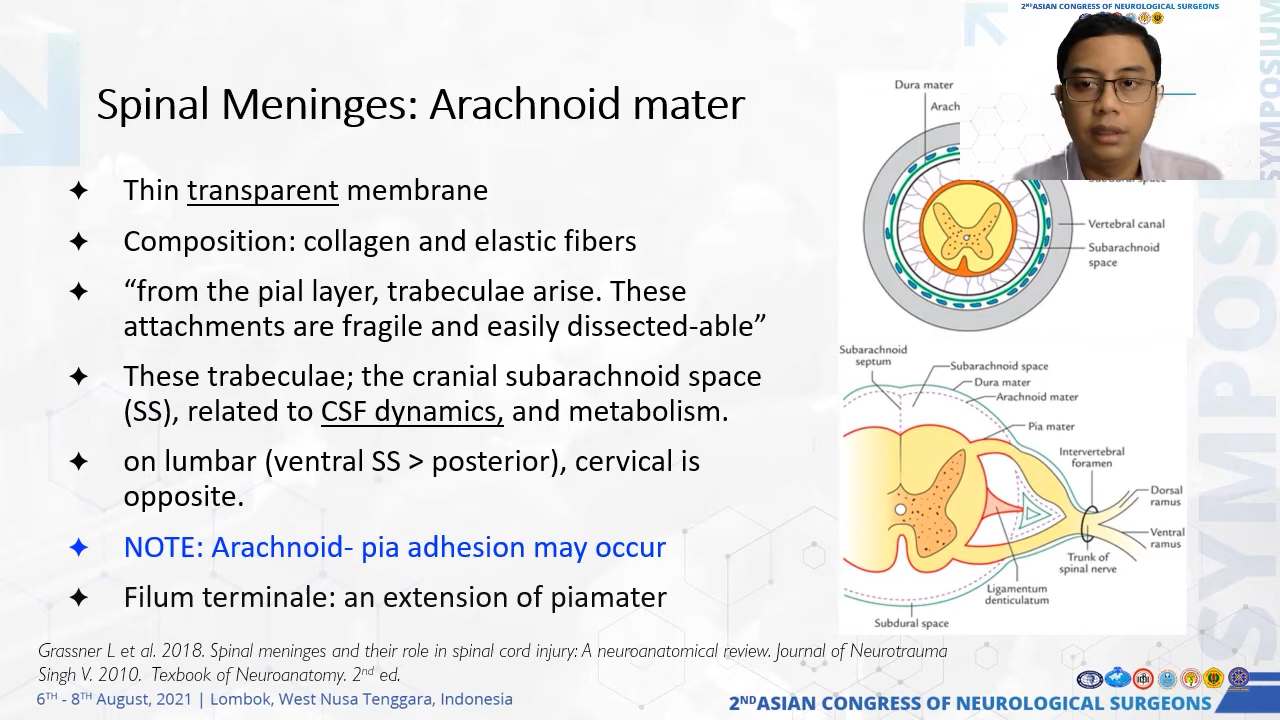 2ND ASIAN CONGRESS OF NEUROLOGICAL SURGEONS
Spinal Meninges: Arachnoid mater
✦ Thin transparent membrane
✦ Composition: collagen and elastic fibers
✦ “from the pial layer, trabeculae arise. These
attachments are fragile and easily dissected-able”
✦ These trabeculae; the cranial subarachnoid space
(SS), related to CSF dynamics, and metabolism.
✦ on lumbar (ventral SS > posterior), cervical is
opposite.
✦ NOTE: Arachnoid- pia adhesion may occur
✦ Filum terminale: an extension of piamater
Dura mater
Arach
Subdural space
Vertebral canal
Subarachnoid
space
Subarachnoid
septum
Subarachnoid space
Dura mater
Arachnoid mater
Pia mater
Intervertebral
foramen
Dorsal
ramus
Ventral
ramus
Trunk of
spinal nerve
Ligamentum
denticulatum
Subdural space
Grassner L et al. 2018. Spinal meninges and their role in spinal cord injury: A neuroanatomical review. Journal of Neurotrauma
Singh V. 2010. Texbook of Neuroanatomy. 2nd ed.
6TH - 8TH August, 2021 | Lombok, West Nusa Tenggara, Indonesia
2ND ASIAN CONGRESS OF NEUROLOGICAL SURGEONS
SYMPOSIUM
SYMPOSI